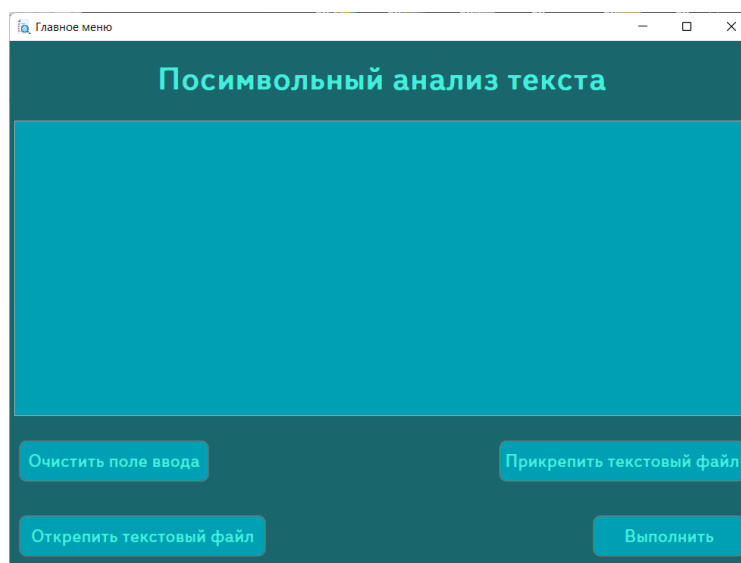 Главное меню
Посимвольный анализ текста
Очистить поле ввода
Прикрепить текстовый файл
Открепить текстовый файл
Выполнить